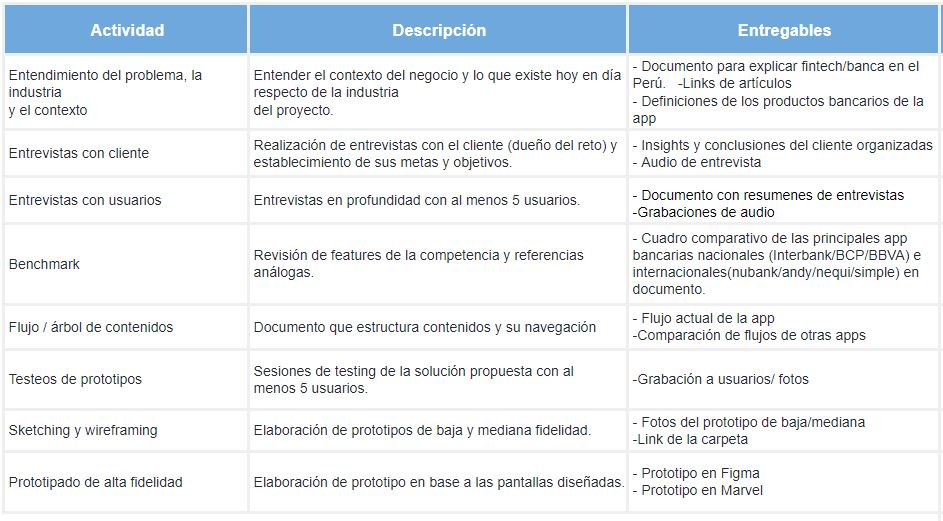 Actividad
Descripción
Entregables
Entendimiento del problema, la
industria
y el contexto
Entender el contexto del negocio y lo que existe hoy en día
respecto de la industria
del proyecto.
- Documento para explicar fintech/banca en el
Perú.   -Links de artículos
- Definiciones de los productos bancarios de la
app
Entrevistas con cliente
Realización de entrevistas con el cliente (dueño del reto) y
establecimiento de sus metas y objetivos.
- Insights y conclusiones del cliente organizadas
- Audio de entrevista
Entrevistas con usuarios
Entrevistas en profundidad con al menos 5 usuarios.
- Documento con resumenes de entrevistas
-Grabaciones de audio
Benchmark
Revisión de features de la competencia y referencias
análogas.
- Cuadro comparativo de las principales app
bancarias nacionales (Interbank/BCP/BBVA) e
internacionales(nubank/andy/nequi/simple) en
documento.
Flujo / árbol de contenidos
Documento que estructura contenidos y su navegación
- Flujo actual de la app
-Comparación de flujos de otras apps
Testeos de prototipos
Sesiones de testing de la solución propuesta con al
menos 5 usuarios.
-Grabación a usuarios/ fotos
Sketching y wireframing
Elaboración de prototipos de baja y mediana fidelidad.
- Fotos del prototipo de baja/mediana
-Link de la carpeta
Prototipado de alta fidelidad
Elaboración de prototipo en base a las pantallas diseñadas.
- Prototipo en Figma
- Prototipo en Marvel